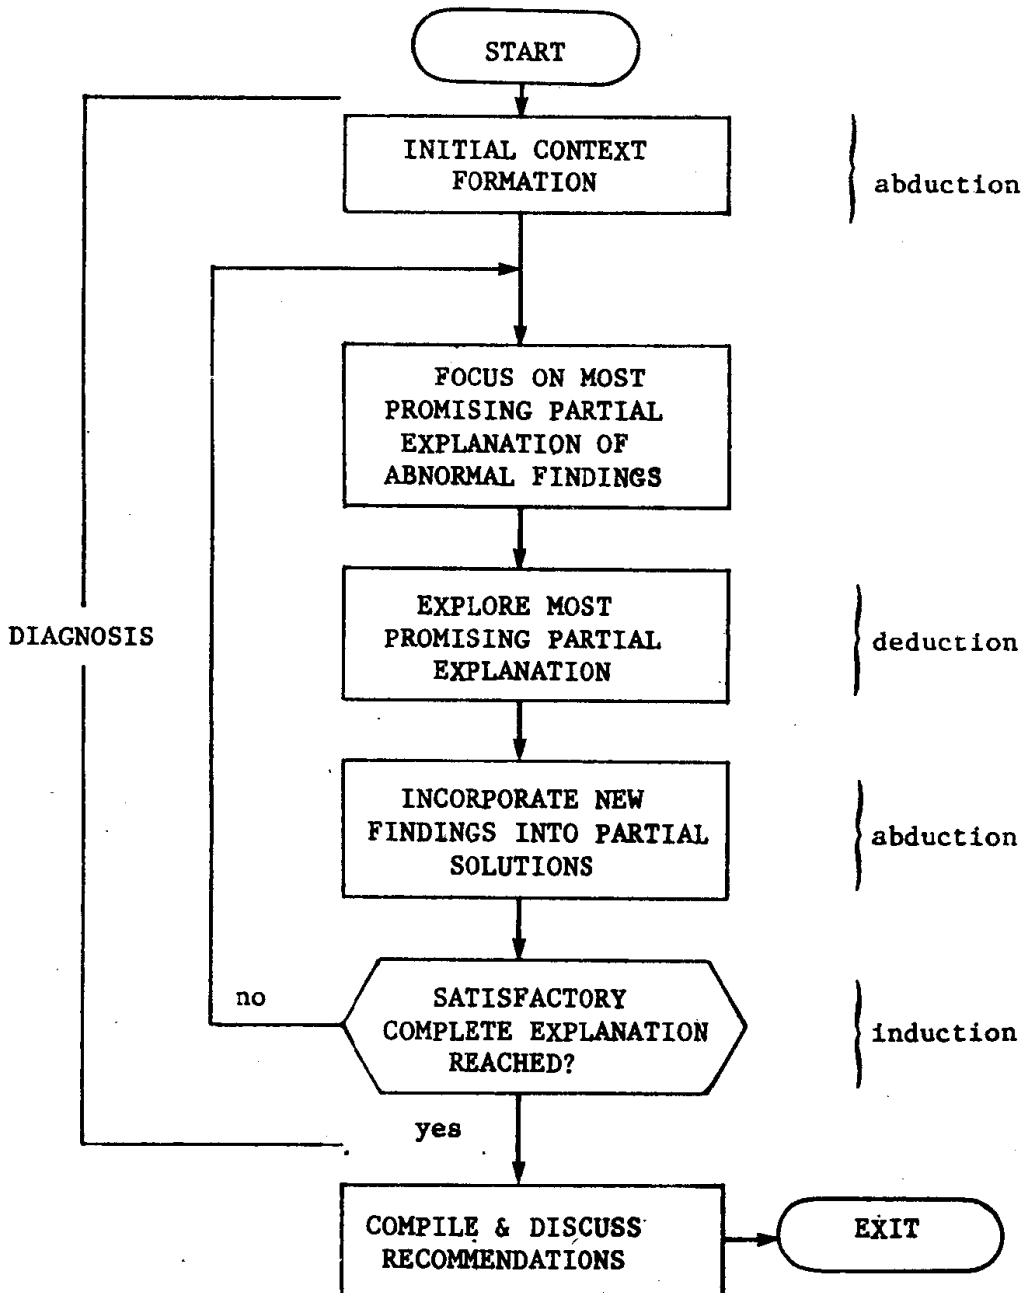 START
INITIAL CONTEXT
FORMATION
abduction
FOCUS ON MOST
PROMISING PARTIAL
EXPLANATION OF
ABNORMAL FINDINGS
EXPLORE MOST
PROMISING PARTIAL
EXPLANATION
deduction
DIAGNOSIS
INCORPORATE NEW
FINDINGS INTO PARTIAL
SOLUTIONS
abduction
SATISFACTORY
COMPLETE EXPLANATION
REACHED?
no
induction
yes
COMPILE & DISCUSS
RECOMMENDATIONS
EXIT